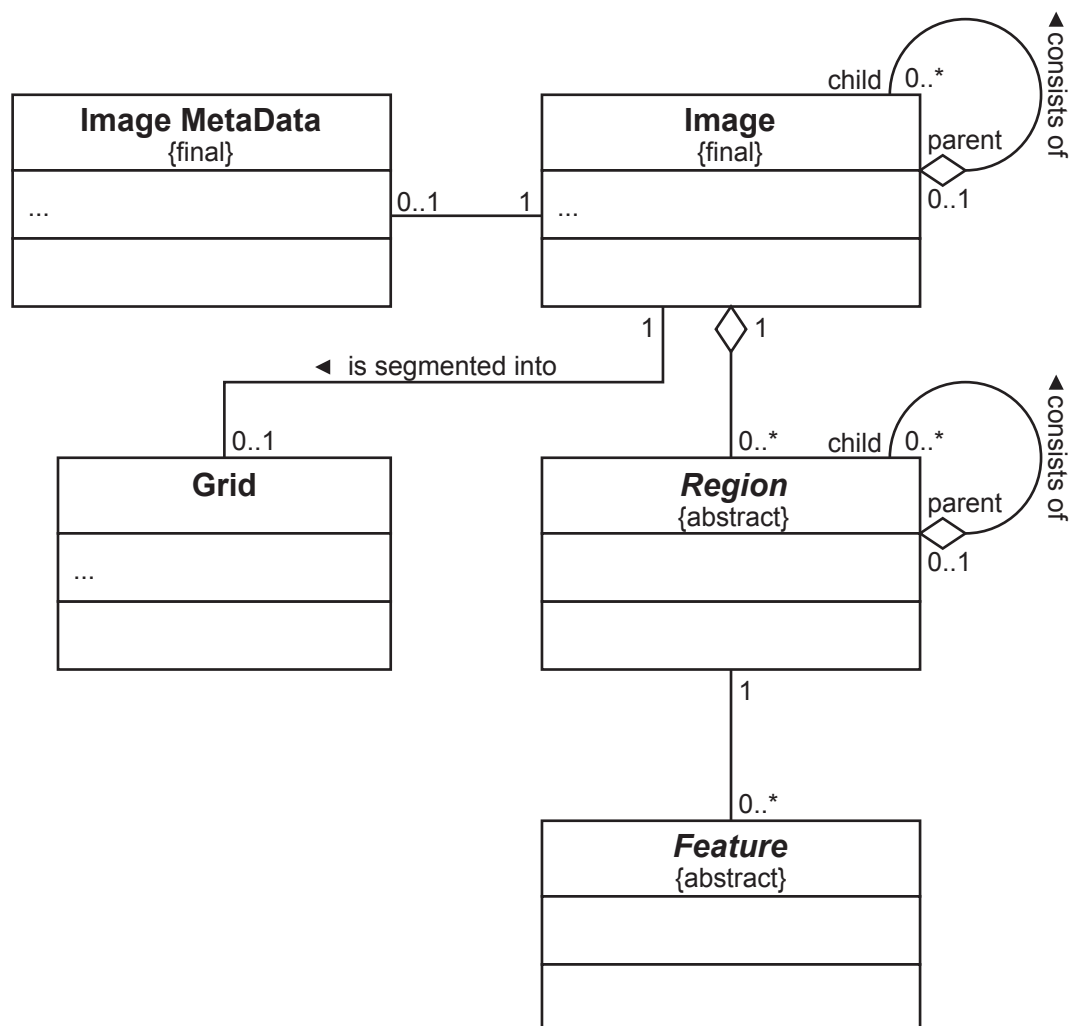 ◄ consists of
child 0..*
Image MetaData
{final}
Image
{final}
parent
0..1
...
0..1
1
...
1
1
◄ is segmented into
◄ consists of
0..1
0..*
child 0..*
Grid
Region
{abstract}
parent
0..1
...
1
0..*
Feature
{abstract}